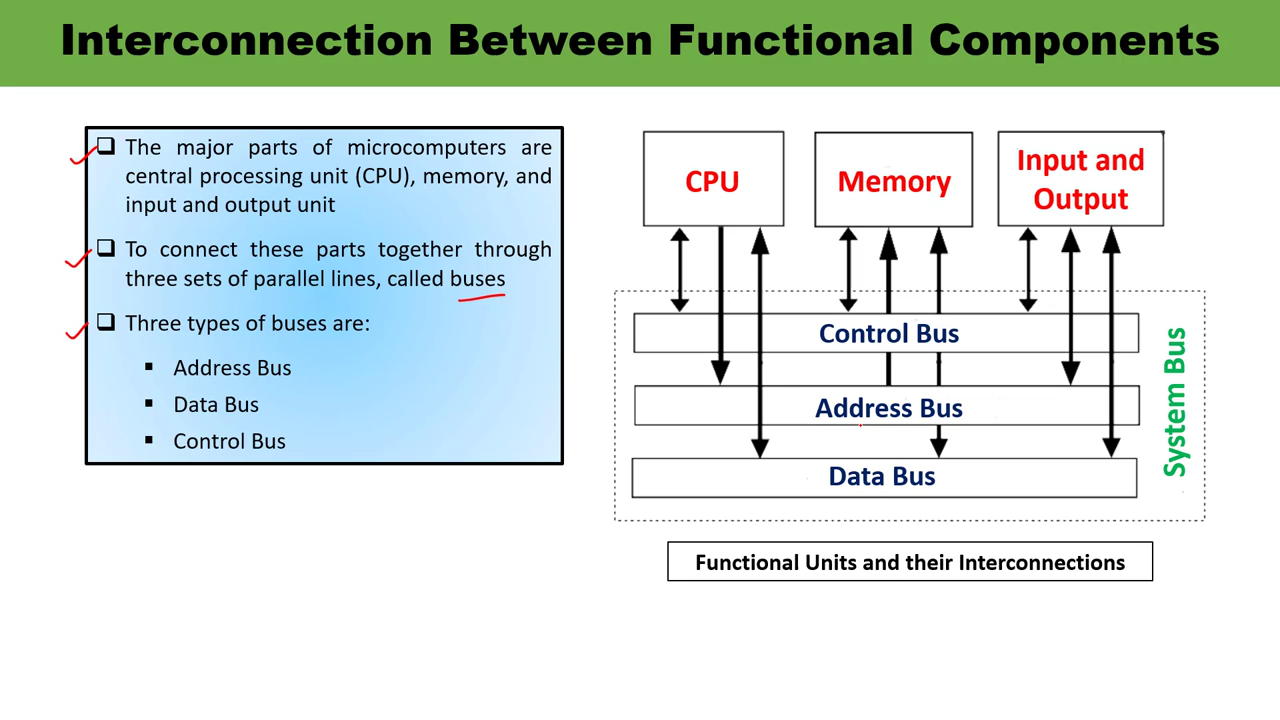 Interconnection Between Functional Components
The major parts of microcomputers are
central processing unit (CPU), memory, and
input and output unit
To connect these parts together through
three sets of parallel lines, called buses
Three types of buses are:
Address Bus
Data Bus
Control Bus
CPU
Memory
Input and
Output
Control Bus
Address Bus
Data Bus
System Bus
Functional Units and their Interconnections